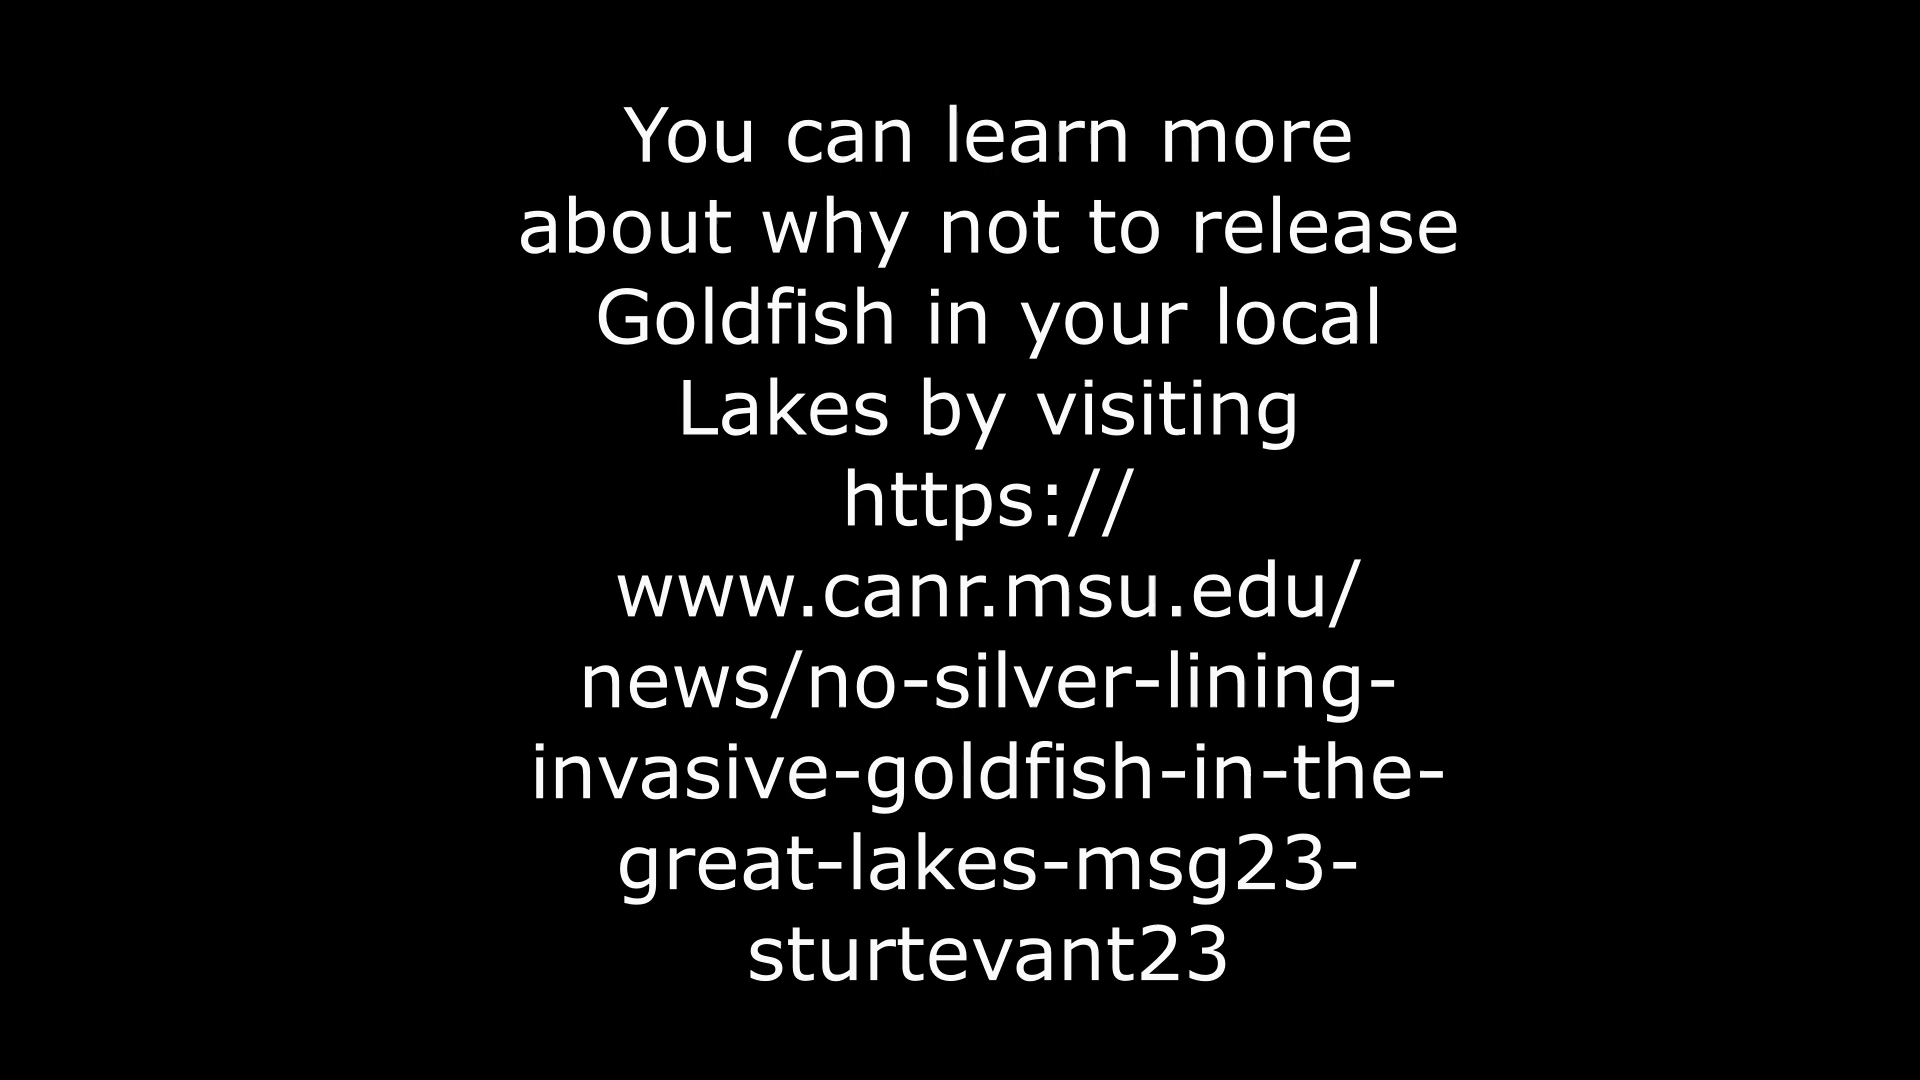 You can learn more
about why not to release
Goldfish in your local
Lakes by visiting
https://
www.canr.msu.edu/
news/no-silver-lining-
invasive-goldfish-in-the-
great-lakes-msg23-
sturtevant23